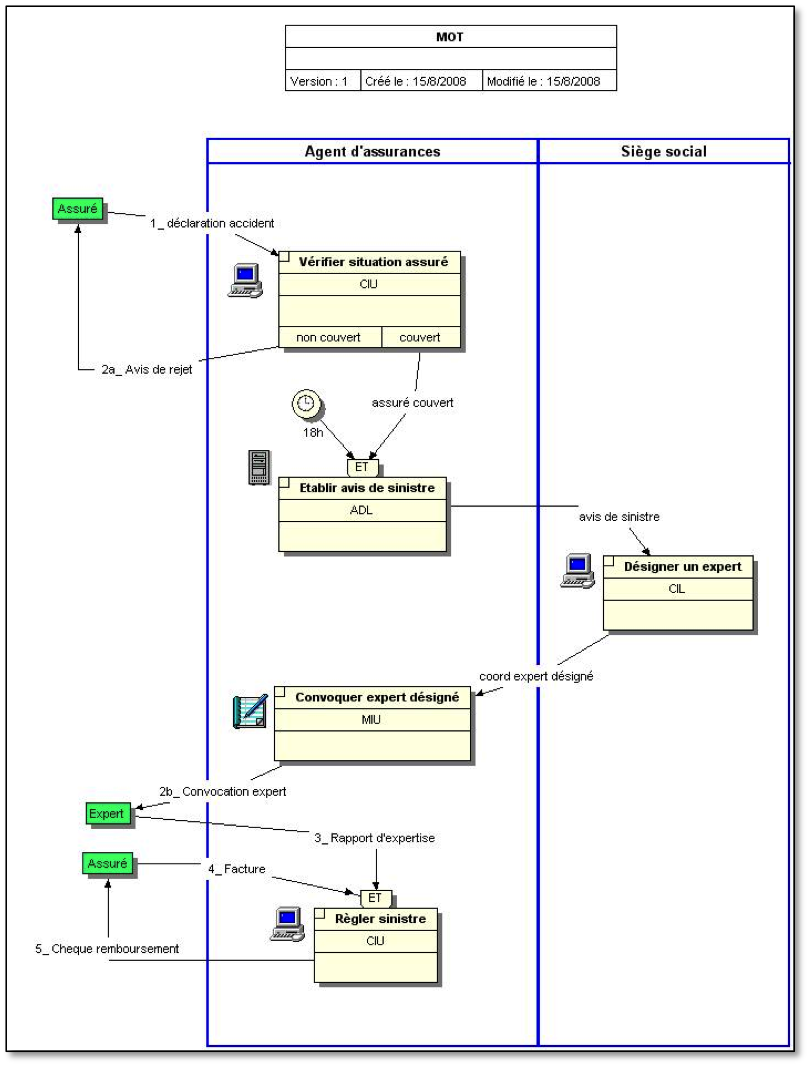 MOT
Version : 1 Créé le : 15/8/2008 Modifié le : 15/8/2008
Agent d'assurances Siège social
Assuré
1_ déclaration accident
Vérifier situation assuré
CIU
non couvert couvert
2a_ Avis de rejet
assuré couvert
18h
ET
Etablir avis de sinistre
ADL
avis de sinistre
Désigner un expert
CIL
coord expert désigné
Convoquer expert désigné
MIU
2b_ Convocation expert
Expert
3_ Rapport d'expertise
Assuré
4_ Facture
ET
Règler sinistre
CIU
5_ Cheque remboursement